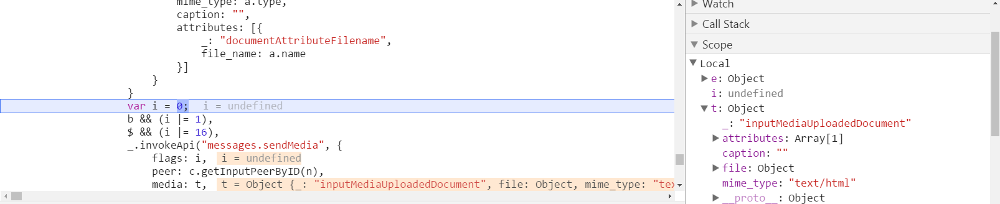 mime_type: a.type,
caption: "",
attributes: [{
_: "documentAttributeFilename",
file_name: a.name
}]
}
}
var i = 0; i = undefined
b && (i |= 1),
$ && (i |= 16),
_.invokeApi("messages.sendMedia", {
flags: i, i = undefined
peer: c.getInputPeerByID(n),
media: t, t = Object {_: "inputMediaUploadedDocument", file: Object, mime_type: "tex
Watch
Call Stack
Scope
Local
e: Object
i: undefined
t: Object
_: "inputMediaUploadedDocument"
attributes: Array[1]
caption: ""
file: Object
mime_type: "text/html"
__proto__: Object